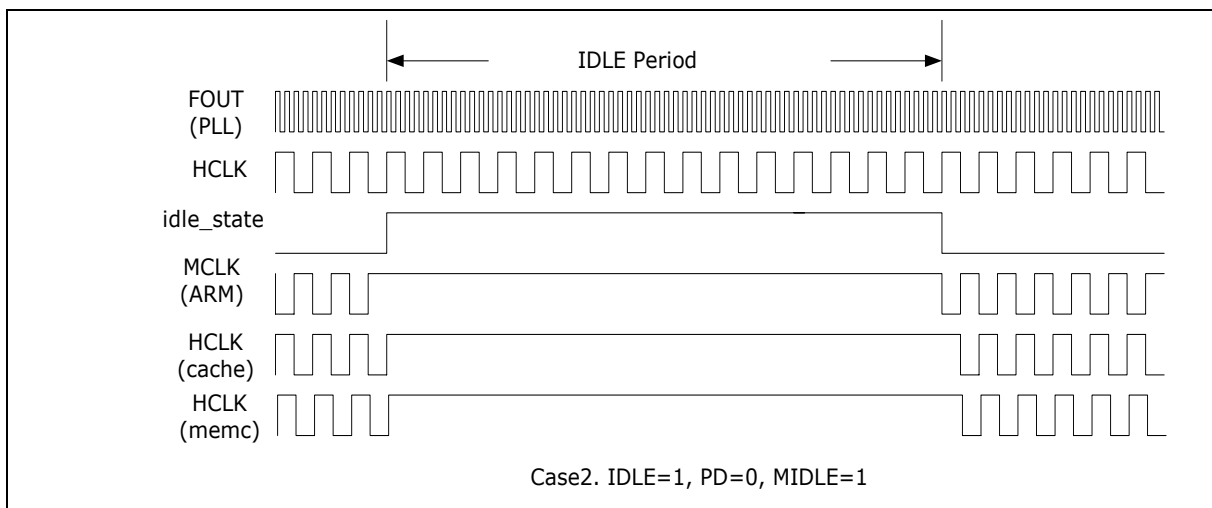 IDLE Period
FOUT
(PLL)
HCLK
idle_state
MCLK
(ARM)
HCLK
(cache)
HCLK
(memc)
Case2. IDLE=1, PD=0, MIDLE=1